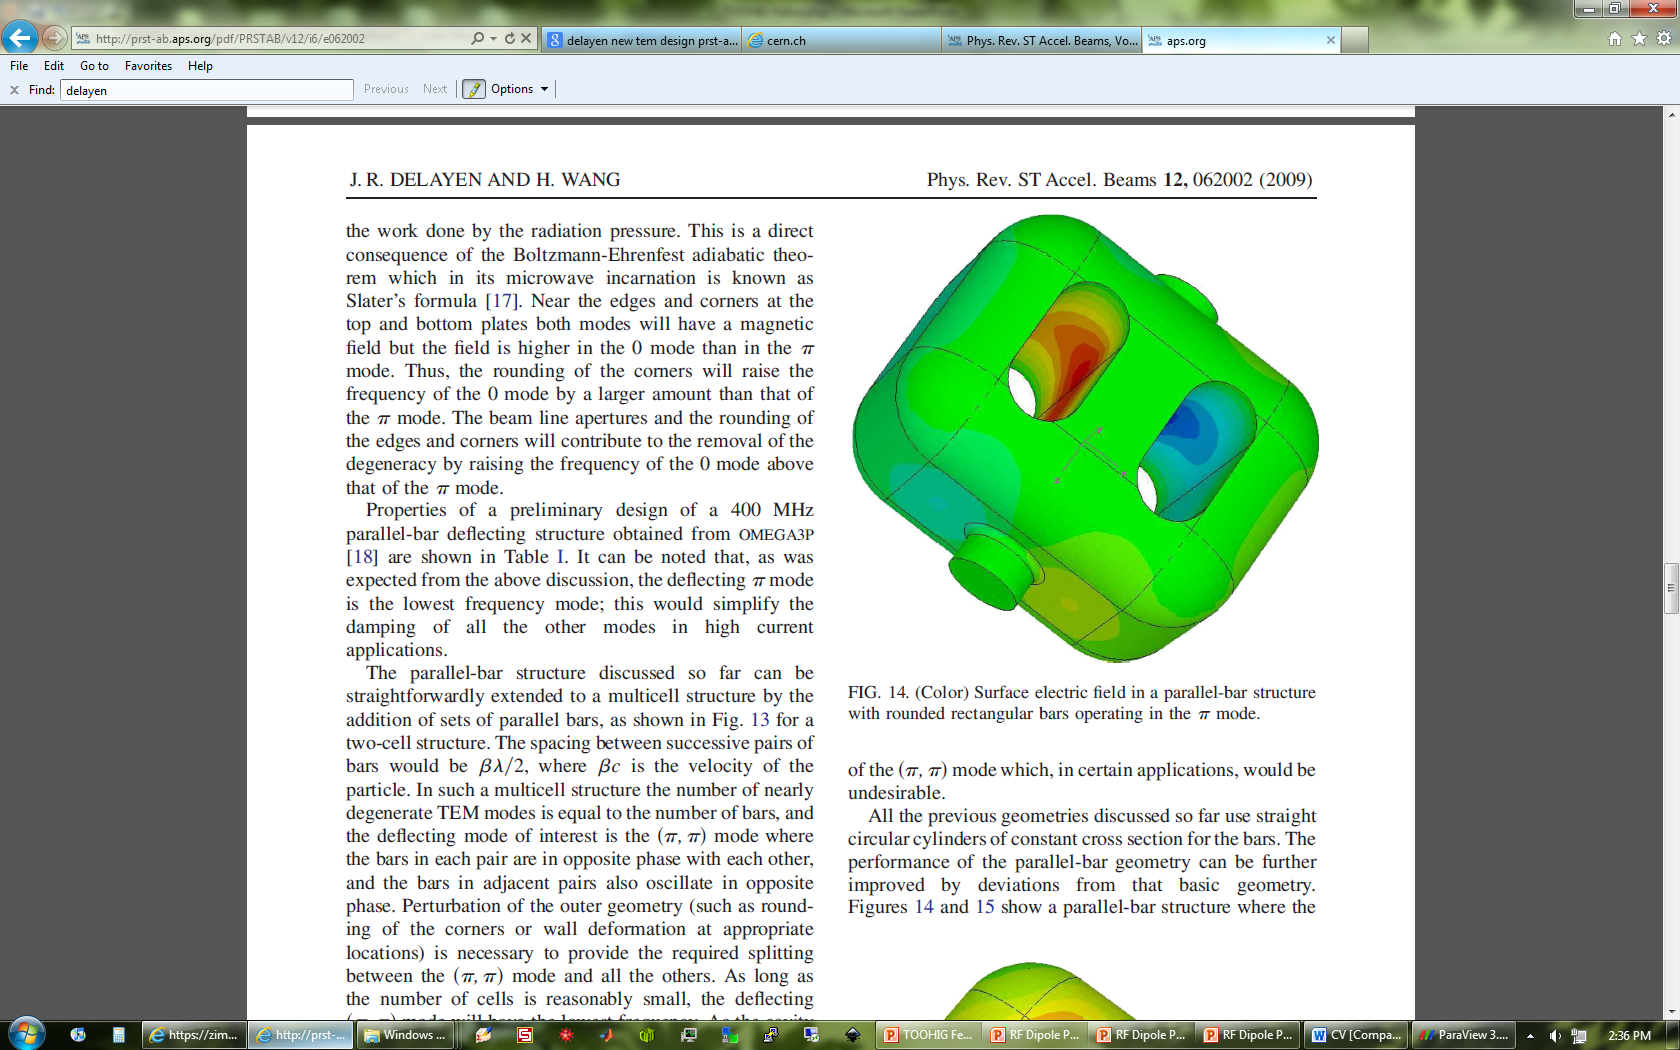 http://prst-ab.aps.org/pdf/PRSTAB/v12/i6/e062002
delayen new tem design prst-a...
cern.ch
Phys. Rev. ST Accel. Beams, Vo...
aps.org
File Edit Go to Favorites Help
Find: delayen Previous Next Options
J. R. DELAYEN AND H. WANG
Phys. Rev. ST Accel. Beams 12, 062002 (2009)
the work done by the radiation pressure. This is a direct
consequence of the Boltzmann-Ehrenfest adiabatic theo-
rem which in its microwave incarnation is known as
Slater's formula [17]. Near the edges and corners at the
top and bottom plates both modes will have a magnetic
field but the field is higher in the 0 mode than in the π
mode. Thus, the rounding of the corners will raise the
frequency of the 0 mode by a larger amount than that of
the π mode. The beam line apertures and the rounding of
the edges and corners will contribute to the removal of the
degeneracy by raising the frequency of the 0 mode above
that of the π mode.
Properties of a preliminary design of a 400 MHz
parallel-bar deflecting structure obtained from OMEGA3P
[18] are shown in Table I. It can be noted that, as was
expected from the above discussion, the deflecting π mode
is the lowest frequency mode; this would simplify the
damping of all the other modes in high current
applications.
The parallel-bar structure discussed so far can be
straightforwardly extended to a multicell structure by the
addition of sets of parallel bars, as shown in Fig. 13 for a
two-cell structure. The spacing between successive pairs of
bars would be βλ/2, where βc is the velocity of the
particle. In such a multicell structure the number of nearly
degenerate TEM modes is equal to the number of bars, and
the deflecting mode of interest is the (π, π) mode where
the bars in each pair are in opposite phase with each other,
and the bars in adjacent pairs also oscillate in opposite
phase. Perturbation of the outer geometry (such as round-
ing of the corners or wall deformation at appropriate
locations) is necessary to provide the required splitting
between the (π, π) mode and all the others. As long as
the number of cells is reasonably small, the deflecting
FIG. 14. (Color) Surface electric field in a parallel-bar structure
with rounded rectangular bars operating in the π mode.
of the (π, π) mode which, in certain applications, would be
undesirable.
All the previous geometries discussed so far use straight
circular cylinders of constant cross section for the bars. The
performance of the parallel-bar geometry can be further
improved by deviations from that basic geometry.
Figures 14 and 15 show a parallel-bar structure where the
https://zim...
http://prst-...
Windows ...
TOOHIG Fe...
RF Dipole P...
RF Dipole P...
RF Dipole P...
CV [Compa...
ParaView 3....
2:36 PM